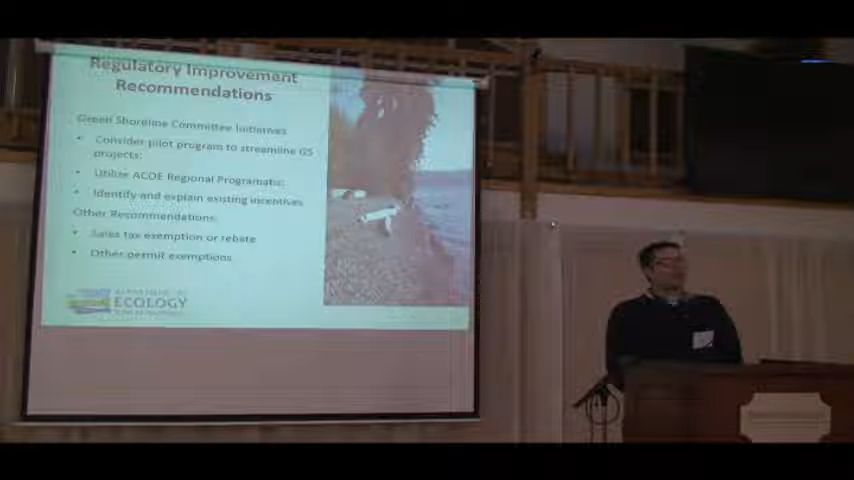 Regulatory Improvement
Recommendations
Green Shoreline Committee Initiatives
• Consider pilot program to streamline GS
projects;
• Utilize ACOE Regional Programatic;
• Identify and explain existing incentives
Other Recommendations:
• Sales tax exemption or rebate
• Other permit exemptions
ECOLOGY